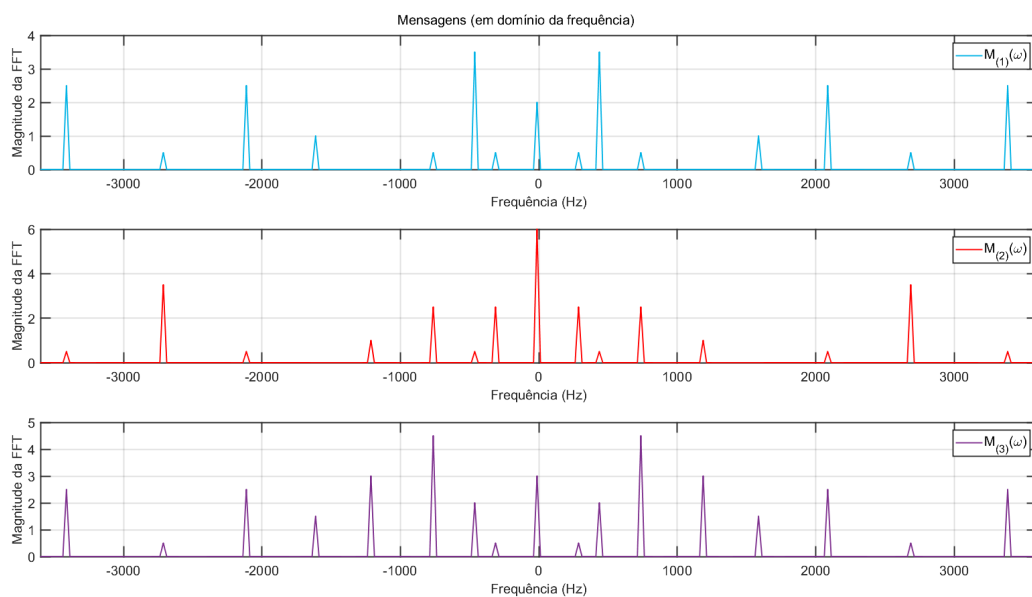 Mensagens (em domínio da frequência)
Magnitude da FFT
4
3
2
1
0
M(1)(ω)
-3000 -2000 -1000 0 1000 2000 3000
Frequência (Hz)
Magnitude da FFT
6
4
2
0
M(2)(ω)
-3000 -2000 -1000 0 1000 2000 3000
Frequência (Hz)
Magnitude da FFT
5
4
3
2
1
0
M(3)(ω)
-3000 -2000 -1000 0 1000 2000 3000
Frequência (Hz)